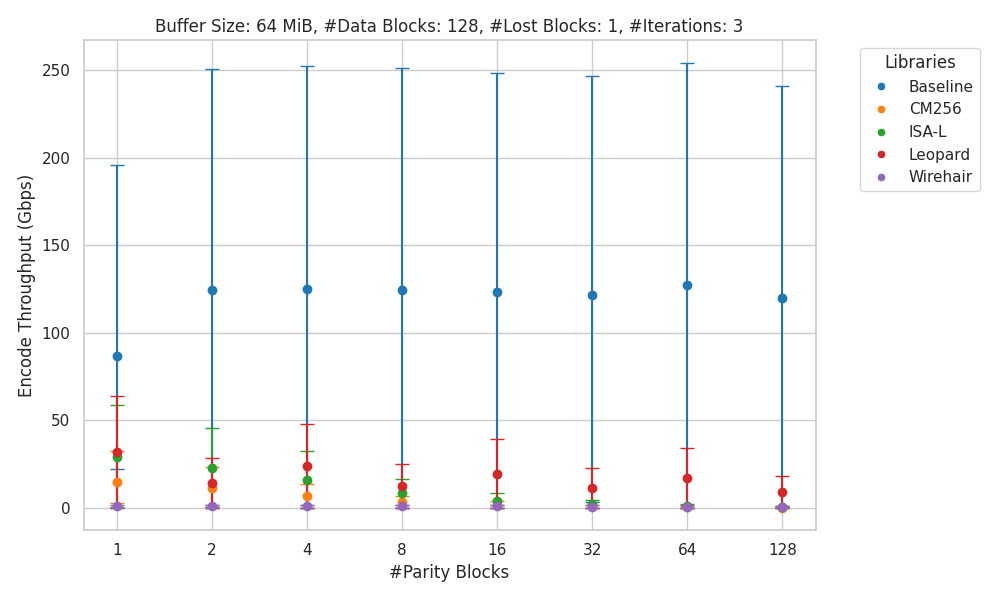 Buffer Size: 64 MiB, #Data Blocks: 128, #Lost Blocks: 1, #Iterations: 3
Encode Throughput (Gbps)
250
200
150
100
50
0
1 2 4 8 16 32 64 128
#Parity Blocks
Libraries
Baseline
CM256
ISA-L
Leopard
Wirehair